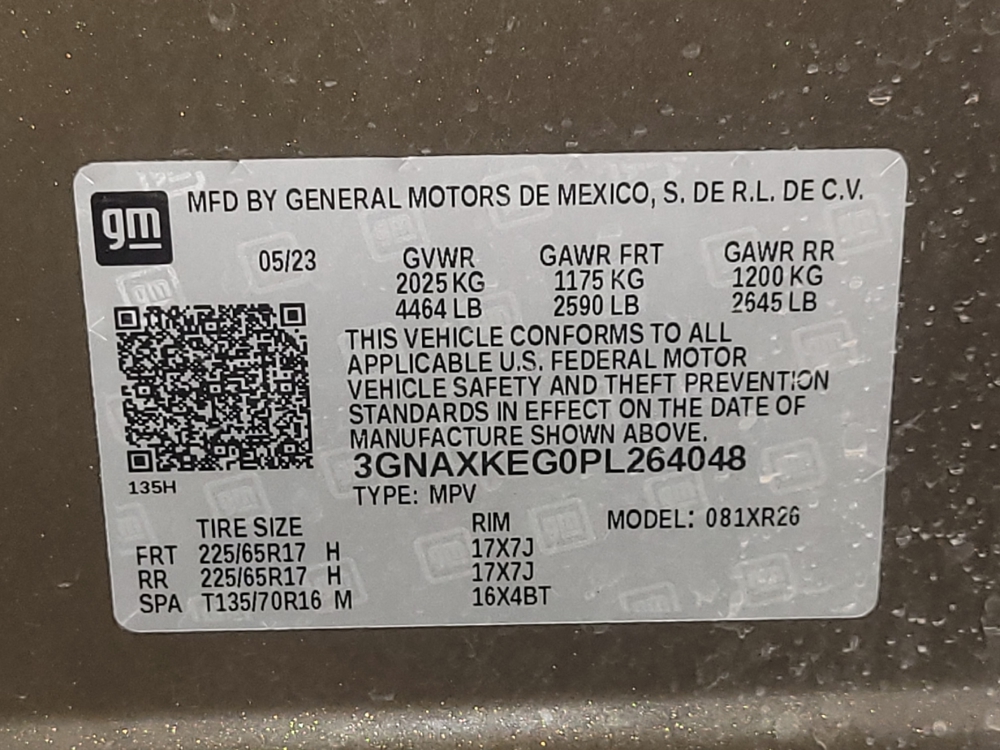 gm
MFD BY GENERAL MOTORS DE MEXICO, S. DE R.L. DE C.V.
05/23 GVWR GAWR FRT GAWR RR
2025 KG 1175 KG 1200 KG
4464 LB 2590 LB 2645 LB
THIS VEHICLE CONFORMS TO ALL
APPLICABLE U.S. FEDERAL MOTOR
VEHICLE SAFETY AND THEFT PREVENTION
STANDARDS IN EFFECT ON THE DATE OF
MANUFACTURE SHOWN ABOVE.
3GNAXKEG0PL264048
135H
TYPE: MPV
TIRE SIZE RIM MODEL: 081XR26
FRT 225/65R17 H 17X7J
RR 225/65R17 H 17X7J
SPA T135/70R16 M 16X4BT